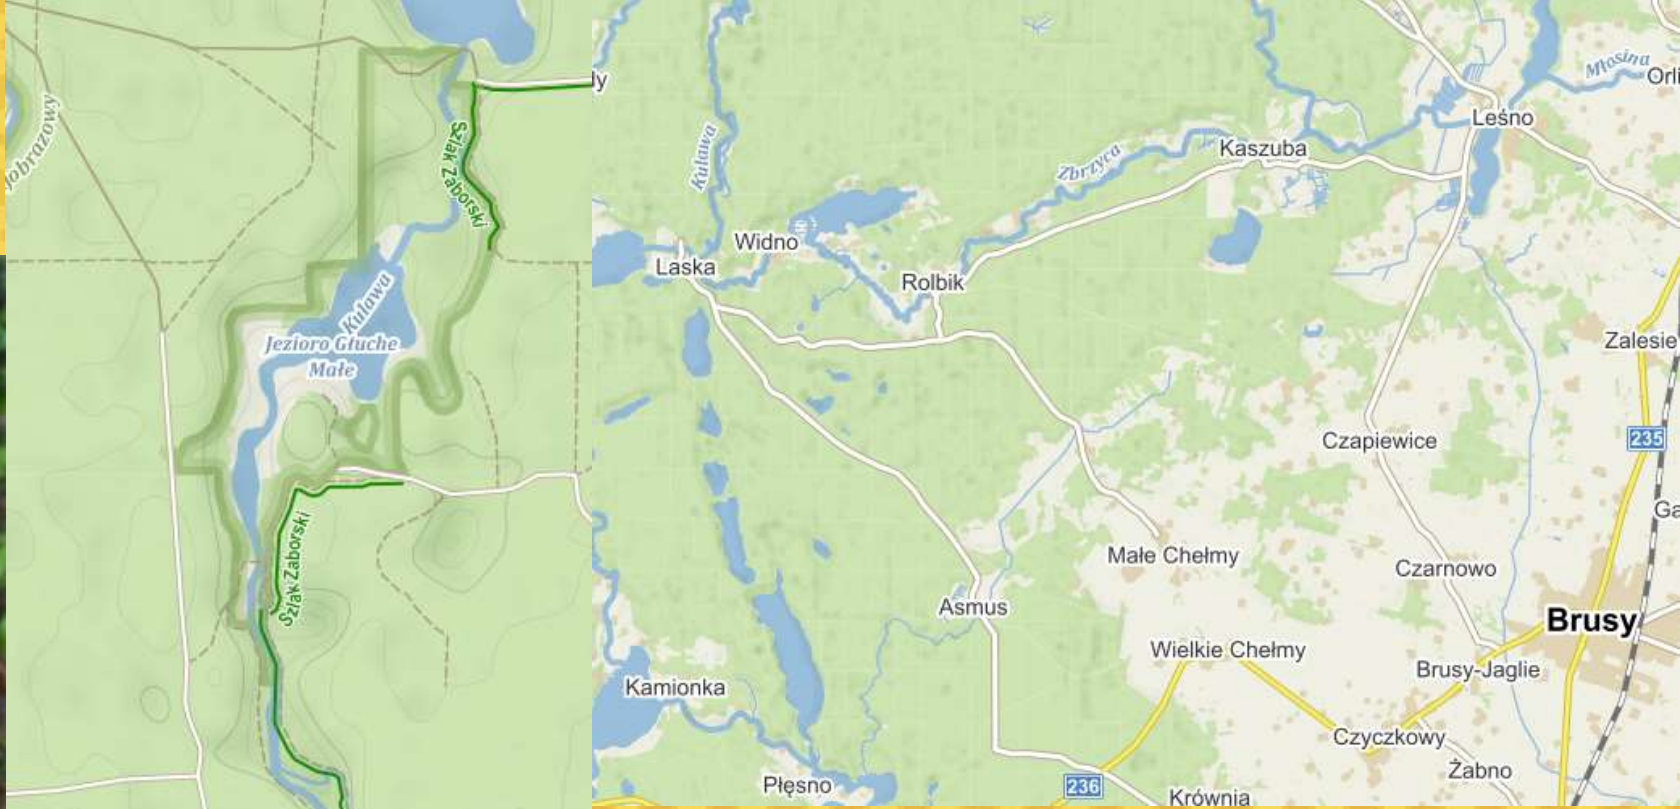 jobrazowy
Szlak Zaborski
Kulawa
Jezioro Głuche
Małe
Szlak Zaborski
Młosina
Leśno
Kaszuba
Zbrzyca
Kulawa
Widno
Laska
Rolbik
Zalesie
235
Czapiewice
Małe Chełmy
Czarnowo
Asmus
Brusy
Wielkie Chełmy
Brusy-Jaglie
Kamionka
Czyczkowy
Żabno
Płęsno
236
Krównia